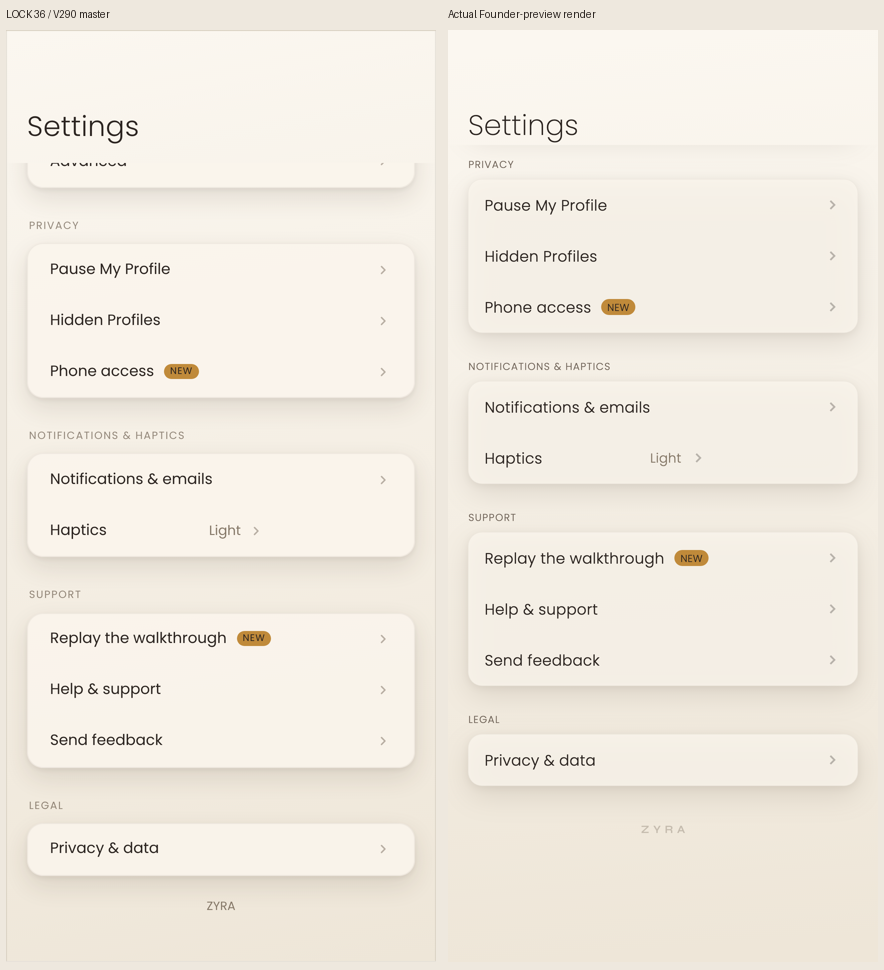 LOCK 36 / V290 master
Settings
Advanced
PRIVACY
Pause My Profile
Hidden Profiles
Phone access NEW
NOTIFICATIONS & HAPTICS
Notifications & emails
Haptics Light
SUPPORT
Replay the walkthrough NEW
Help & support
Send feedback
LEGAL
Privacy & data
ZYRA
Actual Founder-preview render
Settings
PRIVACY
Pause My Profile
Hidden Profiles
Phone access NEW
NOTIFICATIONS & HAPTICS
Notifications & emails
Haptics Light
SUPPORT
Replay the walkthrough NEW
Help & support
Send feedback
LEGAL
Privacy & data
ZYRA